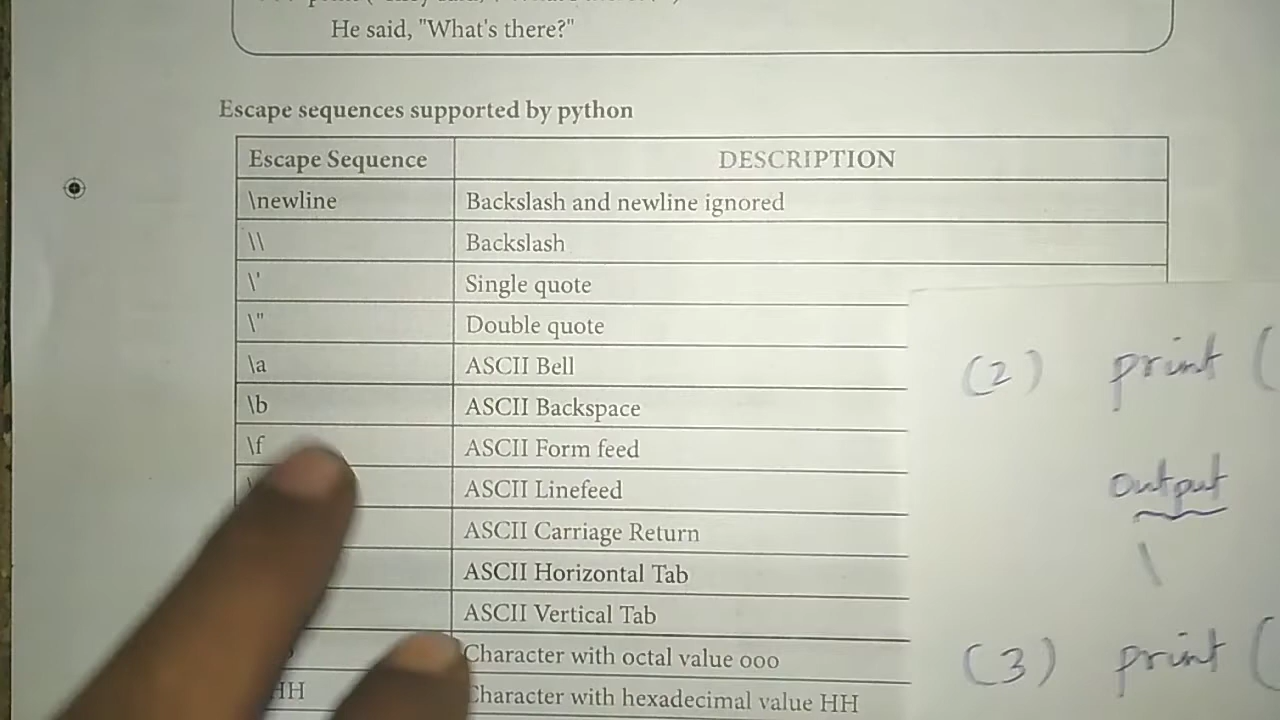 He said, "What's there?"
Escape sequences supported by python
Escape Sequence DESCRIPTION
\newline Backslash and newline ignored
\\ Backslash
\' Single quote
\" Double quote
\a ASCII Bell
\b ASCII Backspace
\f ASCII Form feed
ASCII Linefeed
ASCII Carriage Return
ASCII Horizontal Tab
ASCII Vertical Tab
Character with octal value ooo
HH Character with hexadecimal value HH
(2) print (
output
\
(3) print (